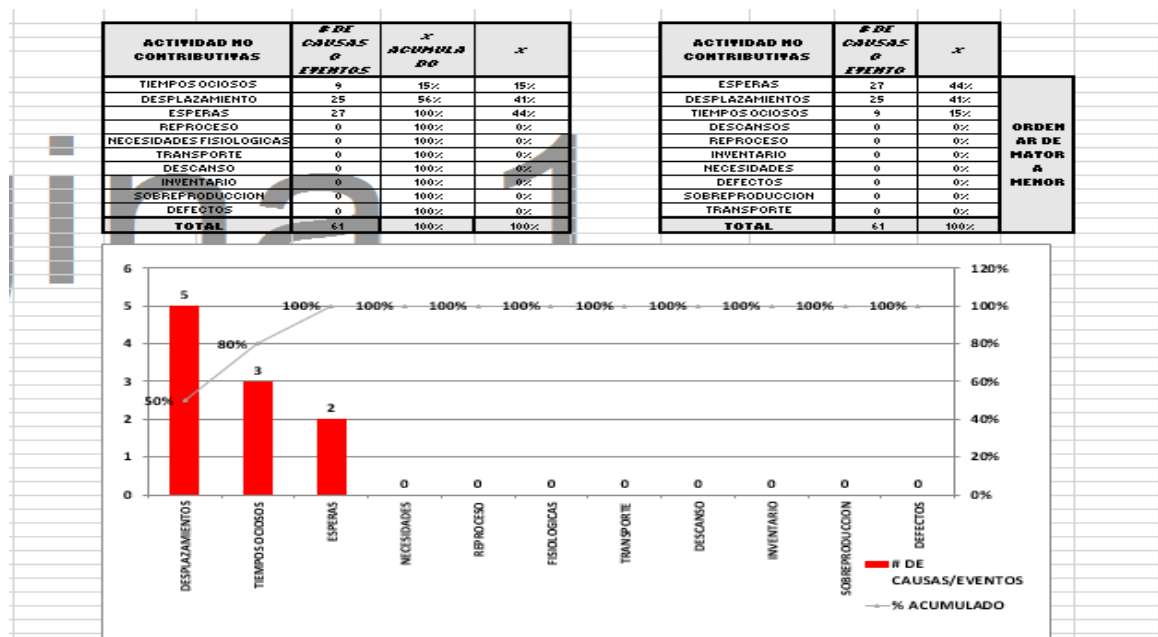 ACTIVIDAD NO CONTRIBUTIVAS # DE CAUSAS O EVENTOS % ACUMULADO %
TIEMPOS OCIOSOS 9 15% 15%
DESPLAZAMIENTO 25 56% 41%
ESPERAS 27 100% 44%
REPROCESO 0 100% 0%
NECESIDADES FISIOLOGICAS 0 100% 0%
TRANSPORTE 0 100% 0%
DESCANSO 0 100% 0%
INVENTARIO 0 100% 0%
SOBREPRODUCCION 0 100% 0%
DEFECTOS 0 100% 0%
TOTAL 61 100% 100%
ACTIVIDAD NO CONTRIBUTIVAS # DE CAUSAS O EVENTO %
ESPERAS 27 44%
DESPLAZAMIENTOS 25 41%
TIEMPOS OCIOSOS 9 15%
DESCANSOS 0 0%
REPROCESO 0 0%
INVENTARIO 0 0%
NECESIDADES 0 0%
DEFECTOS 0 0%
SOBREPRODUCCION 0 0%
TRANSPORTE 0 0%
TOTAL 61 100%
ORDEN
AR DE
MAYOR
A
MENOR
ina 1
6
5
4
3
2
1
0
5
3
2
0 0 0 0 0 0 0 0
50%
80%
100% 100% 100% 100% 100% 100% 100% 100% 100%
120%
100%
80%
60%
40%
20%
0%
DESPLAZAMIENTOS
TIEMPOS OCIOSOS
ESPERAS
NECESIDADES
REPROCESO
FISIOLOGICAS
TRANSPORTE
DESCANSO
INVENTARIO
SOBREPRODUCCION
DEFECTOS
# DE
CAUSAS/EVENTOS
% ACUMULADO